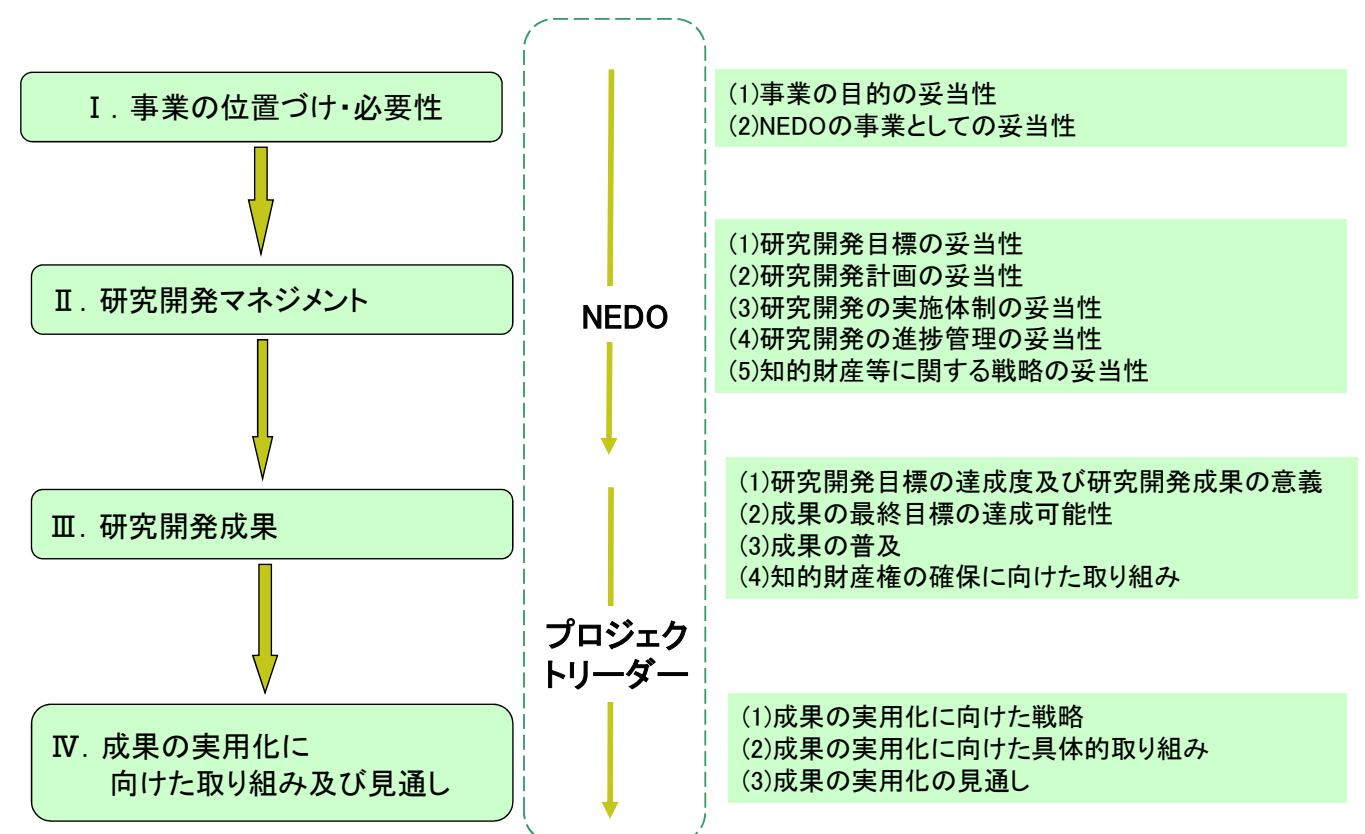 Ⅰ．事業の位置づけ・必要性
(1)事業の目的の妥当性
(2)NEDOの事業としての妥当性
Ⅱ．研究開発マネジメント
NEDO
(1)研究開発目標の妥当性
(2)研究開発計画の妥当性
(3)研究開発の実施体制の妥当性
(4)研究開発の進捗管理の妥当性
(5)知的財産等に関する戦略の妥当性
Ⅲ．研究開発成果
(1)研究開発目標の達成度及び研究開発成果の意義
(2)成果の最終目標の達成可能性
(3)成果の普及
(4)知的財産権の確保に向けた取り組み
プロジェク
トリーダー
Ⅳ．成果の実用化に
向けた取り組み及び見通し
(1)成果の実用化に向けた戦略
(2)成果の実用化に向けた具体的取り組み
(3)成果の実用化の見通し